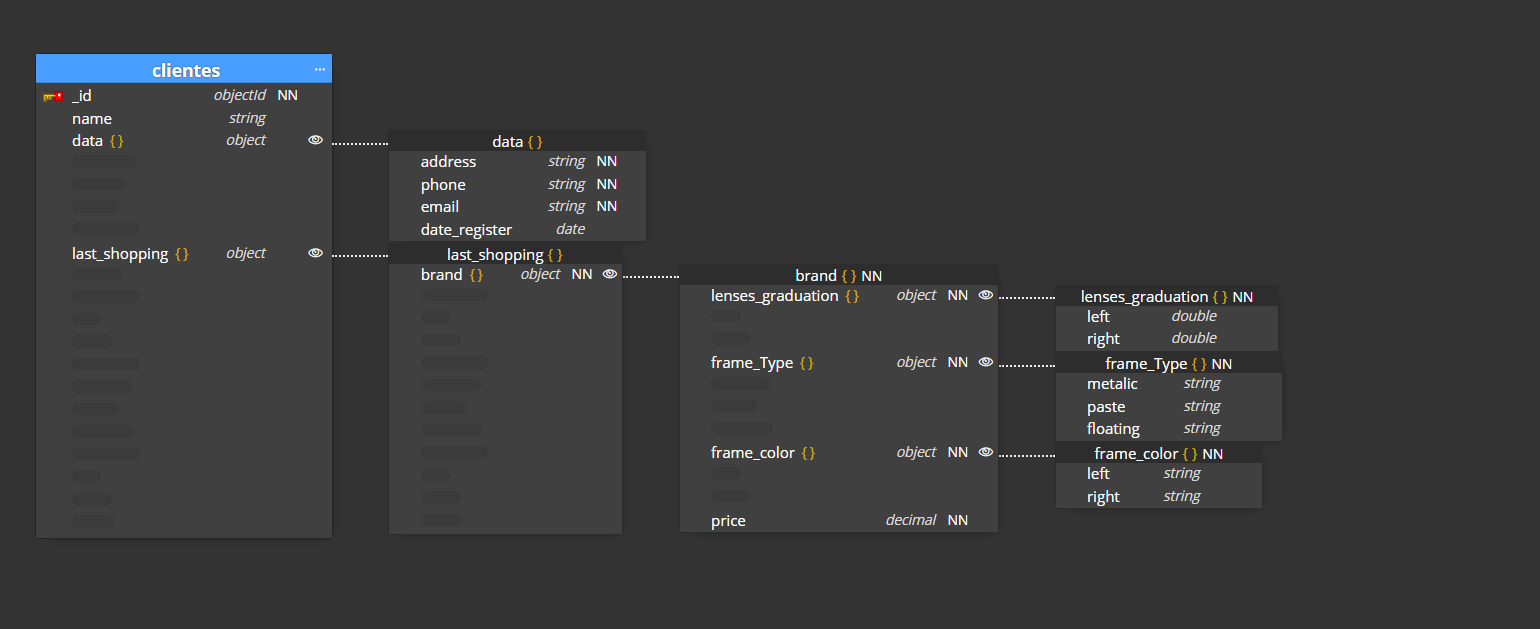 clientes ...
_id objectId NN
name string
data {} object
data {}
address string NN
phone string NN
email string NN
date_register date
last_shopping {} object
last_shopping {}
brand {} object NN
brand {} NN
lenses_graduation {} object NN
lenses_graduation {} NN
left double
right double
frame_Type {} object NN
frame_Type {} NN
metalic string
paste string
floating string
frame_color {} object NN
frame_color {} NN
left string
right string
price decimal NN